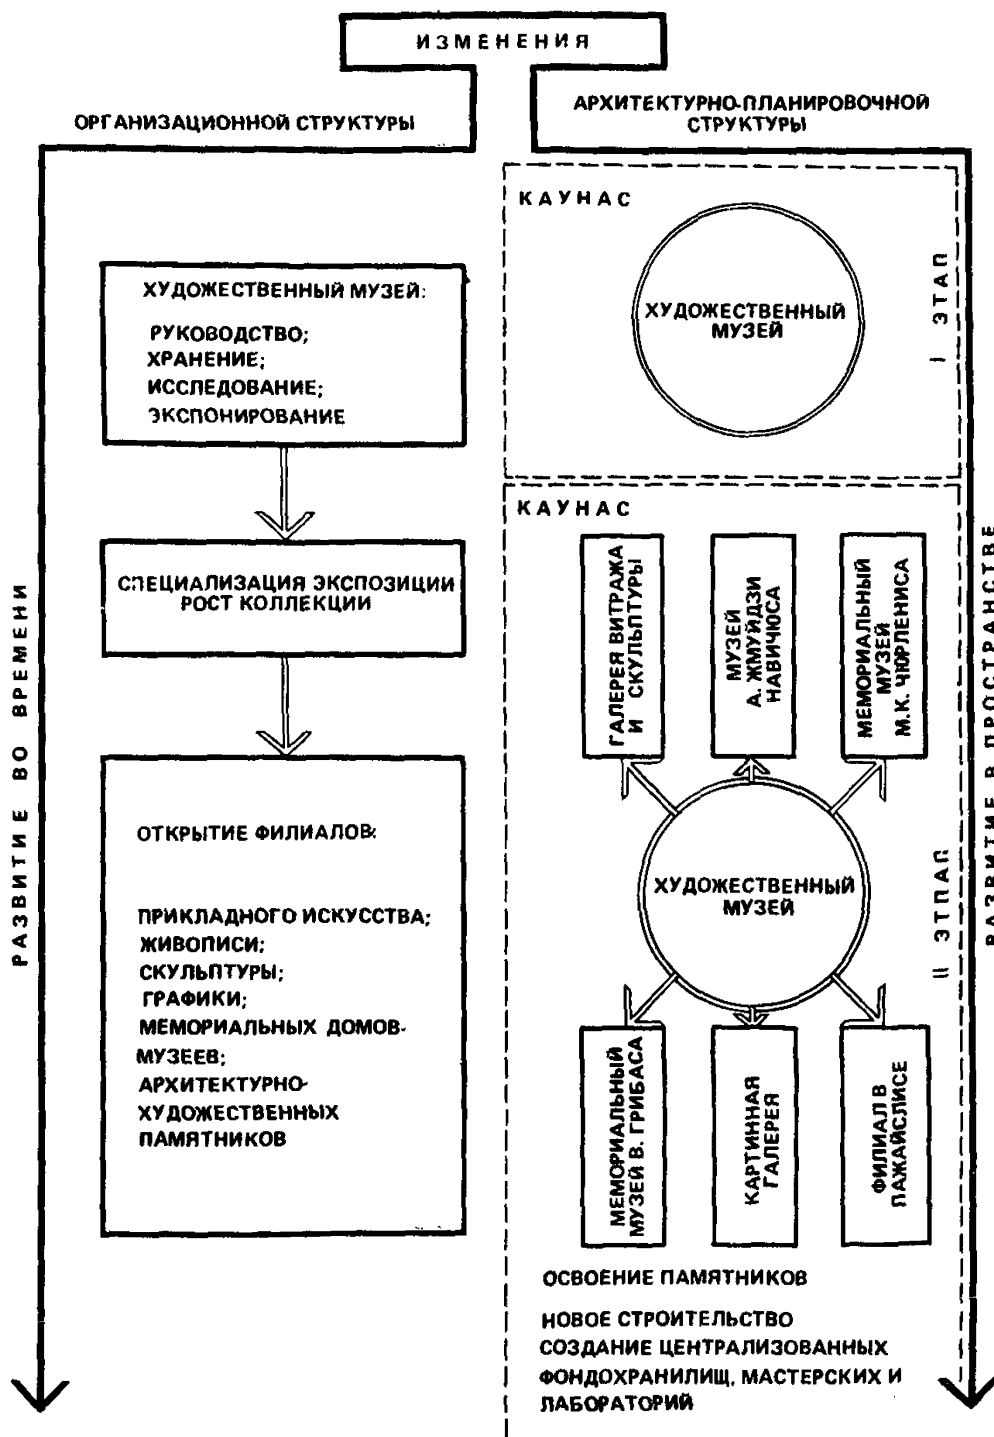 ИЗМЕНЕНИЯ
ОРГАНИЗАЦИОННОЙ СТРУКТУРЫ
АРХИТЕКТУРНО-ПЛАНИРОВОЧНОЙ
СТРУКТУРЫ
РАЗВИТИЕ ВО ВРЕМЕНИ
ХУДОЖЕСТВЕННЫЙ МУЗЕЙ:
РУКОВОДСТВО;
ХРАНЕНИЕ;
ИССЛЕДОВАНИЕ;
ЭКСПОНИРОВАНИЕ
СПЕЦИАЛИЗАЦИЯ ЭКСПОЗИЦИИ
РОСТ КОЛЛЕКЦИИ
ОТКРЫТИЕ ФИЛИАЛОВ:
ПРИКЛАДНОГО ИСКУССТВА;
ЖИВОПИСИ;
СКУЛЬПТУРЫ;
ГРАФИКИ;
МЕМОРИАЛЬНЫХ ДОМОВ-
МУЗЕЕВ;
АРХИТЕКТУРНО-
ХУДОЖЕСТВЕННЫХ
ПАМЯТНИКОВ
КАУНАС
ХУДОЖЕСТВЕННЫЙ
МУЗЕЙ
I ЭТАП
КАУНАС
ГАЛЕРЕЯ ВИТРАЖА
И СКУЛЬПТУРЫ
МУЗЕЙ
А. ЖМУЙДЗИ
НАВИЧЮСА
МЕМОРИАЛЬНЫЙ
МУЗЕЙ
М.К. ЧЮРЛЕНИСА
ХУДОЖЕСТВЕННЫЙ
МУЗЕЙ
II ЭТПАП
МЕМОРИАЛЬНЫЙ
МУЗЕЙ В. ГРИБАСА
КАРТИННАЯ
ГАЛЕРЕЯ
ФИЛИАЛ В
ПАЖАЙСЛИСЕ
ОСВОЕНИЕ ПАМЯТНИКОВ
НОВОЕ СТРОИТЕЛЬСТВО
СОЗДАНИЕ ЦЕНТРАЛИЗОВАННЫХ
ФОНДОХРАНИЛИЩ, МАСТЕРСКИХ И
ЛАБОРАТОРИЙ
РАЗВИТИЕ В ПРОСТРАНСТВЕ